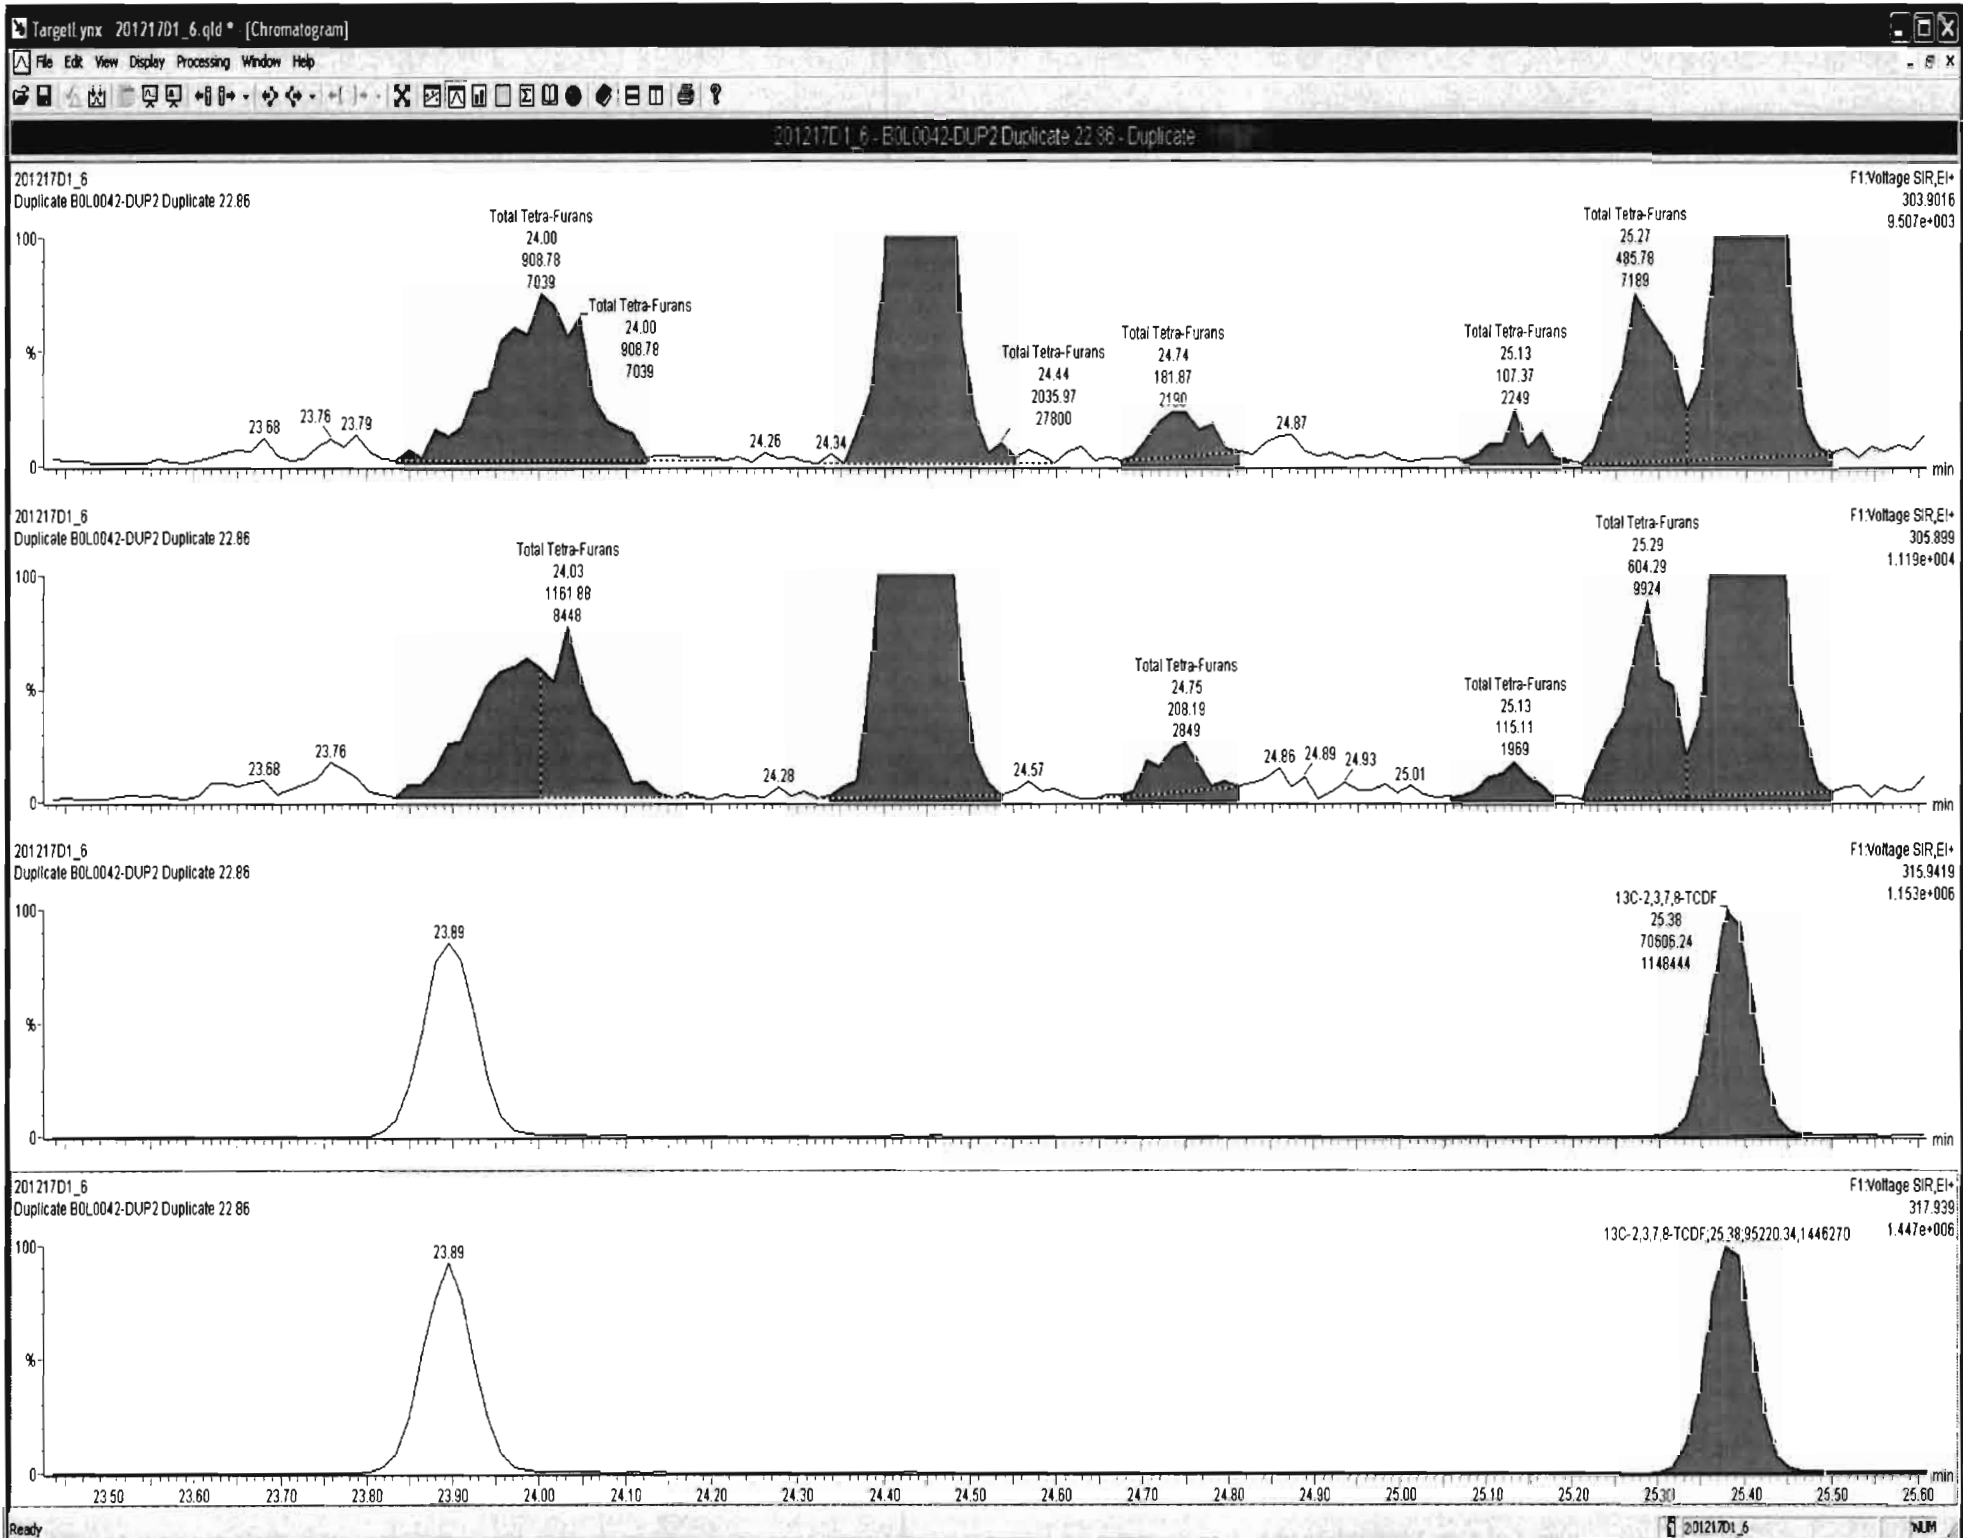 TargetLynx 201217D1_6.qld * - [Chromatogram]
File Edit View Display Processing Window Help
201217D1_6 - B0L0042-DUP2 Duplicate 22.86 - Duplicate
201217D1_6
Duplicate B0L0042-DUP2 Duplicate 22.86
F1:Voltage SIR,EI+
303.9016
9.507e+003
100
%
0
23.68
23.76
23.79
Total Tetra-Furans
24.00
908.78
7039
Total Tetra-Furans
24.00
908.78
7039
24.26
24.34
Total Tetra-Furans
24.44
2035.97
27800
Total Tetra-Furans
24.74
181.87
2190
24.87
Total Tetra-Furans
25.13
107.37
2249
Total Tetra-Furans
25.27
485.78
7189
min
201217D1_6
Duplicate B0L0042-DUP2 Duplicate 22.86
F1:Voltage SIR,EI+
305.899
1.119e+004
100
%
0
23.68
23.76
Total Tetra-Furans
24.03
1161.88
8448
24.28
24.57
Total Tetra-Furans
24.75
208.19
2849
24.86
24.89
24.93
25.01
Total Tetra-Furans
25.13
115.11
1969
Total Tetra-Furans
25.29
604.29
9924
min
201217D1_6
Duplicate B0L0042-DUP2 Duplicate 22.86
F1:Voltage SIR,EI+
315.9419
1.153e+006
100
%
0
23.89
13C-2,3,7,8-TCDF
25.38
70606.24
1148444
min
201217D1_6
Duplicate B0L0042-DUP2 Duplicate 22.86
F1:Voltage SIR,EI+
317.939
1.447e+006
100
%
0
23.89
13C-2,3,7,8-TCDF;25.38;95220.34;1446270
min
23.50 23.60 23.70 23.80 23.90 24.00 24.10 24.20 24.30 24.40 24.50 24.60 24.70 24.80 24.90 25.00 25.10 25.20 25.30 25.40 25.50 25.60
Ready
201217D1_6
NUM